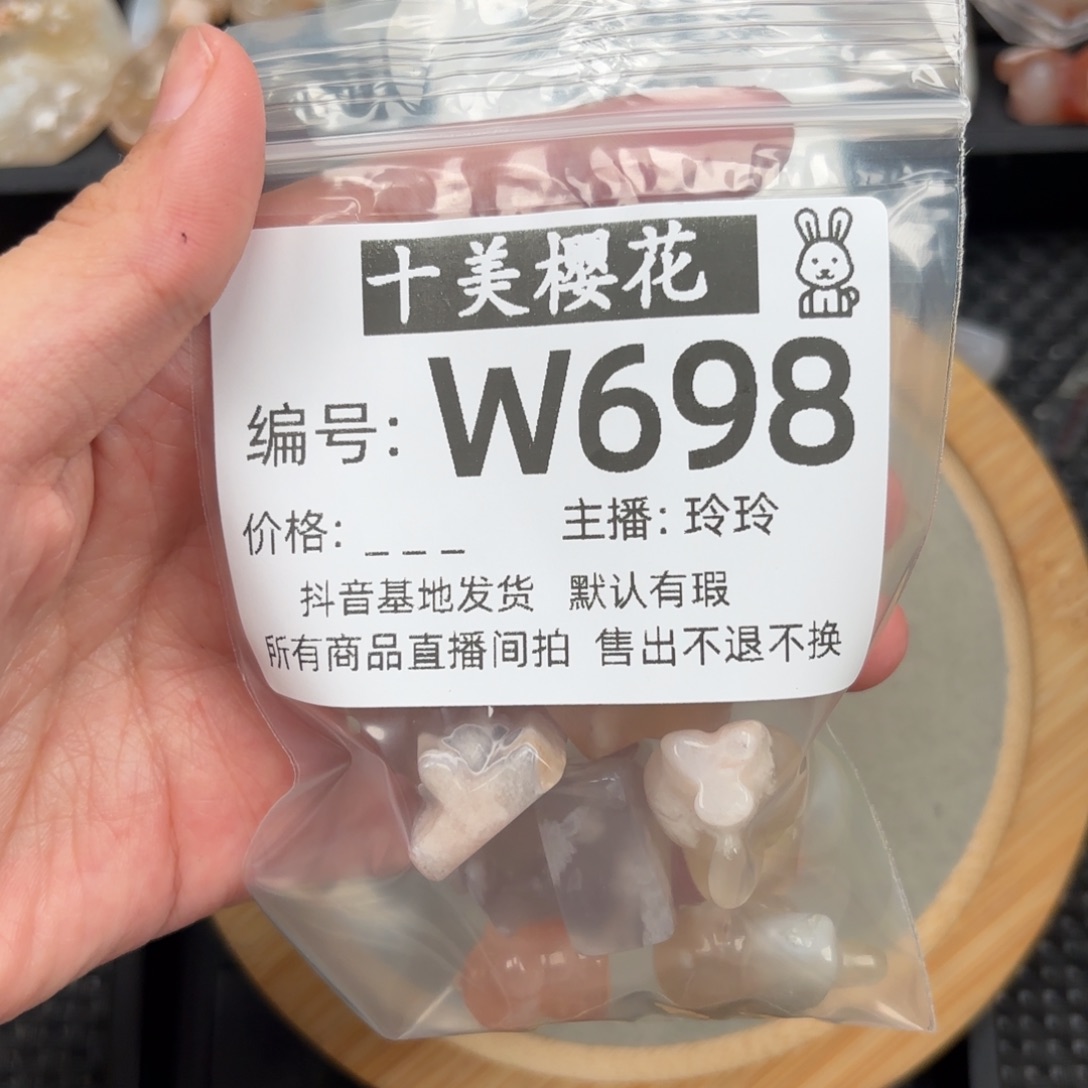 十美樱花
编号: W698
价格: _ _ _ 主播: 玲玲
抖音基地发货 默认有瑕
所有商品直播间拍 售出不退不换